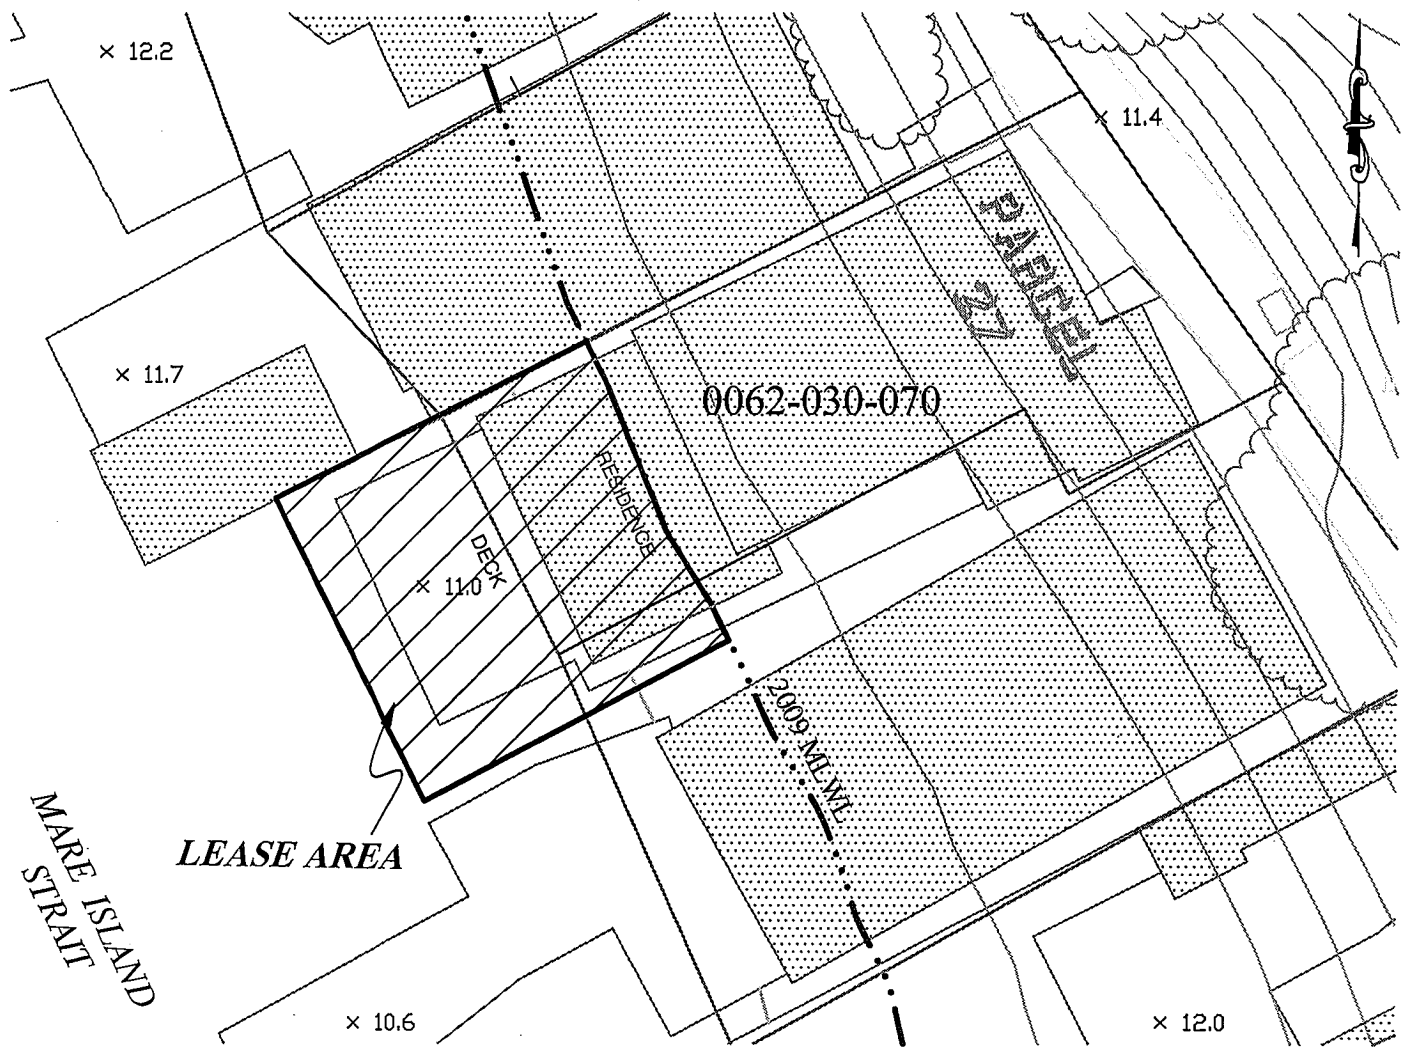 × 12.2
× 11.4
PARCEL
27
× 11.7
0062-030-070
RESIDENCE
DECK
× 11.0
2009 MLWL
LEASE AREA
MARE ISLAND
STRAIT
× 10.6
× 12.0